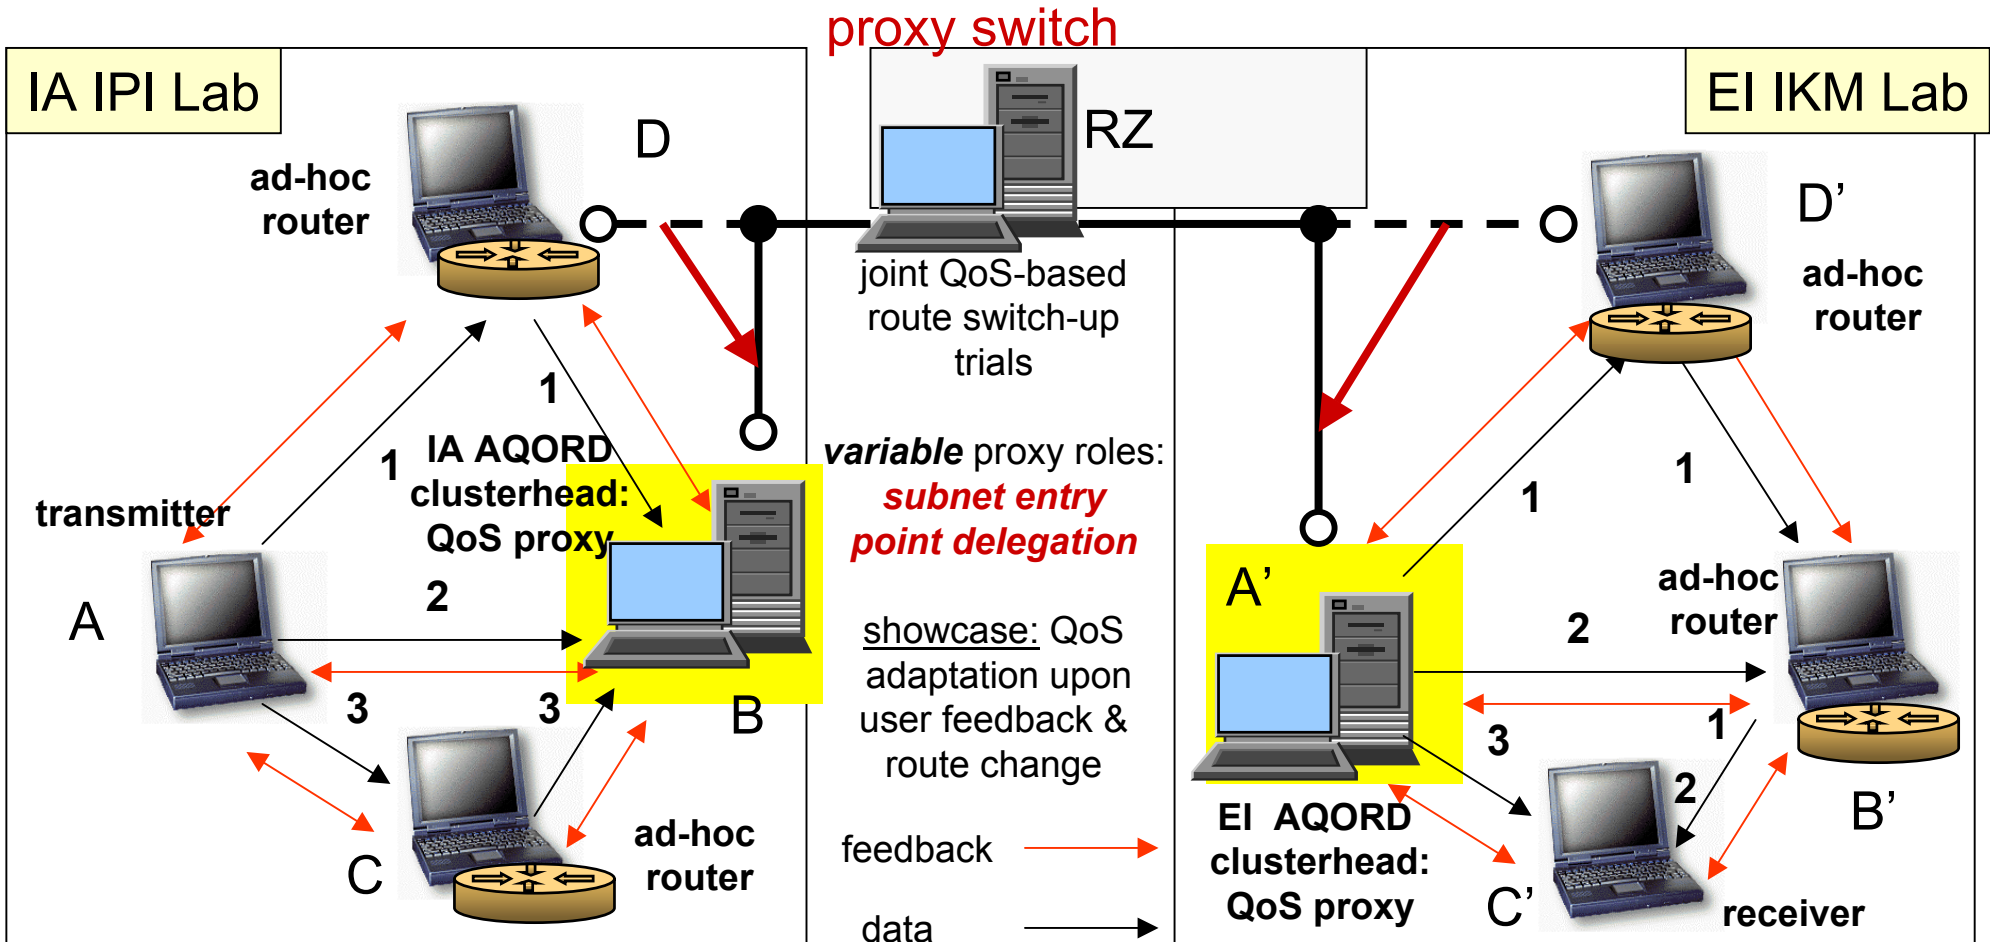 proxy switch
IA IPI Lab
EI IKM Lab
D
RZ
ad-hoc
router
D’
ad-hoc
router
joint QoS-based
route switch-up
trials
1
1
IA AQORD
clusterhead:
QoS proxy
variable proxy roles:
subnet entry
point delegation
1
1
transmitter
A
2
A’
ad-hoc
router
2
showcase: QoS
adaptation upon
user feedback &
route change
3
3
B
3
1
2
B’
C
ad-hoc
router
feedback
data
EI AQORD
clusterhead:
QoS proxy
C’
receiver